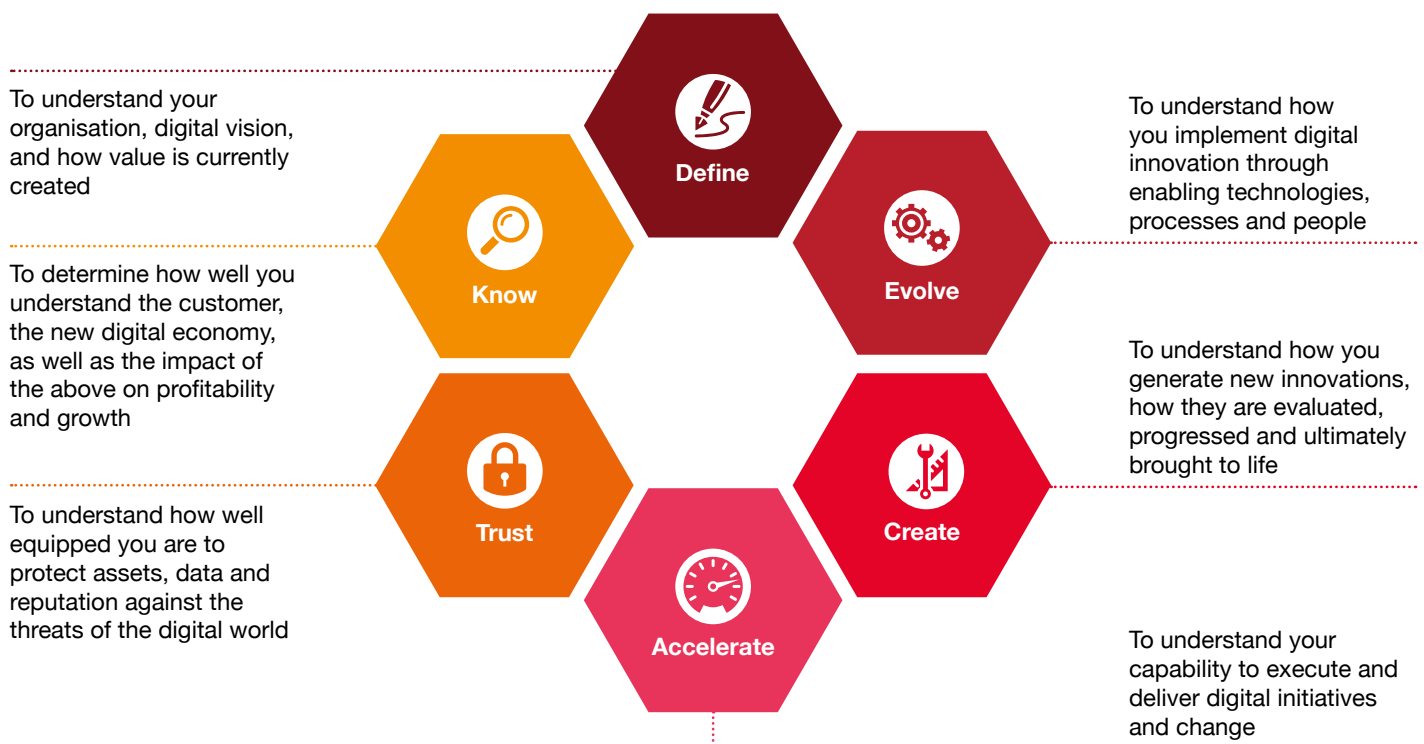 Define
To understand your
organisation, digital vision,
and how value is currently
created
Know
To determine how well you
understand the customer,
the new digital economy,
as well as the impact of
the above on profitability
and growth
Trust
To understand how well
equipped you are to
protect assets, data and
reputation against the
threats of the digital world
Evolve
To understand how
you implement digital
innovation through
enabling technologies,
processes and people
Create
To understand how you
generate new innovations,
how they are evaluated,
progressed and ultimately
brought to life
Accelerate
To understand your
capability to execute and
deliver digital initiatives
and change